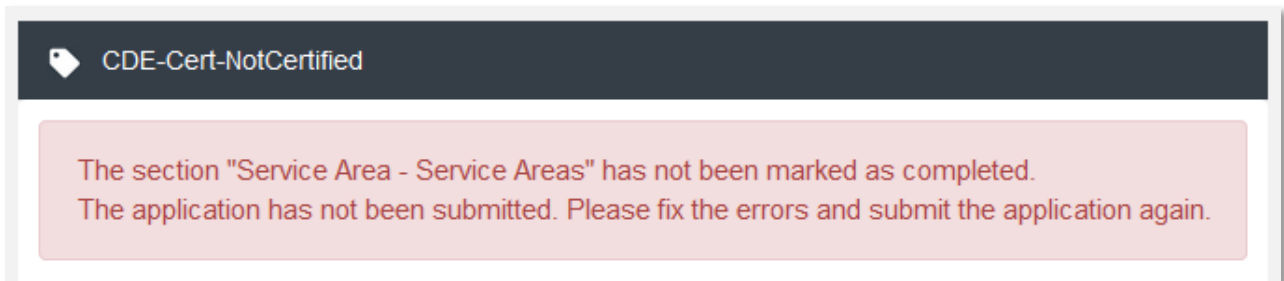 CDE-Cert-NotCertified
The section "Service Area - Service Areas" has not been marked as completed.
The application has not been submitted. Please fix the errors and submit the application again.